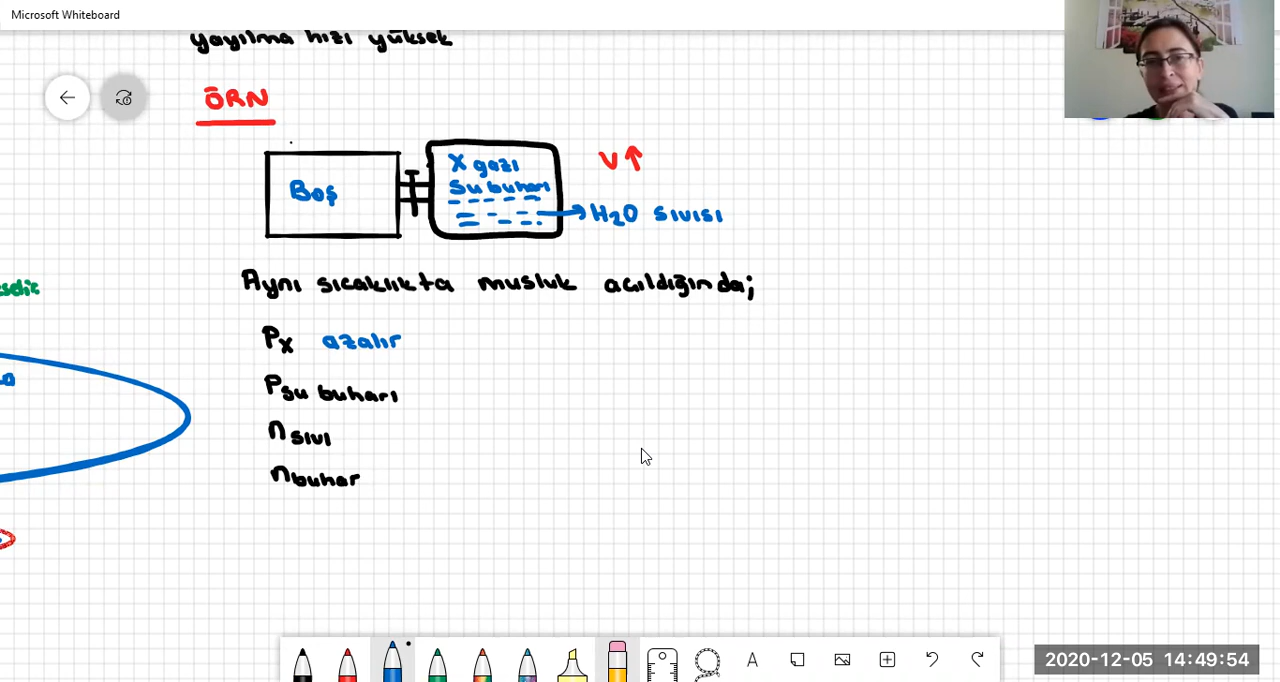 Microsoft Whiteboard
yayılma hızı yüksek
ÖRN
Boş
X gazı
Su buharı
V↑
→ H2O sıvısı
Aynı sıcaklıkta musluk açıldığında;
Px azalır
Psu buharı
nsıvı
nbuhar
2020-12-05 14:49:54